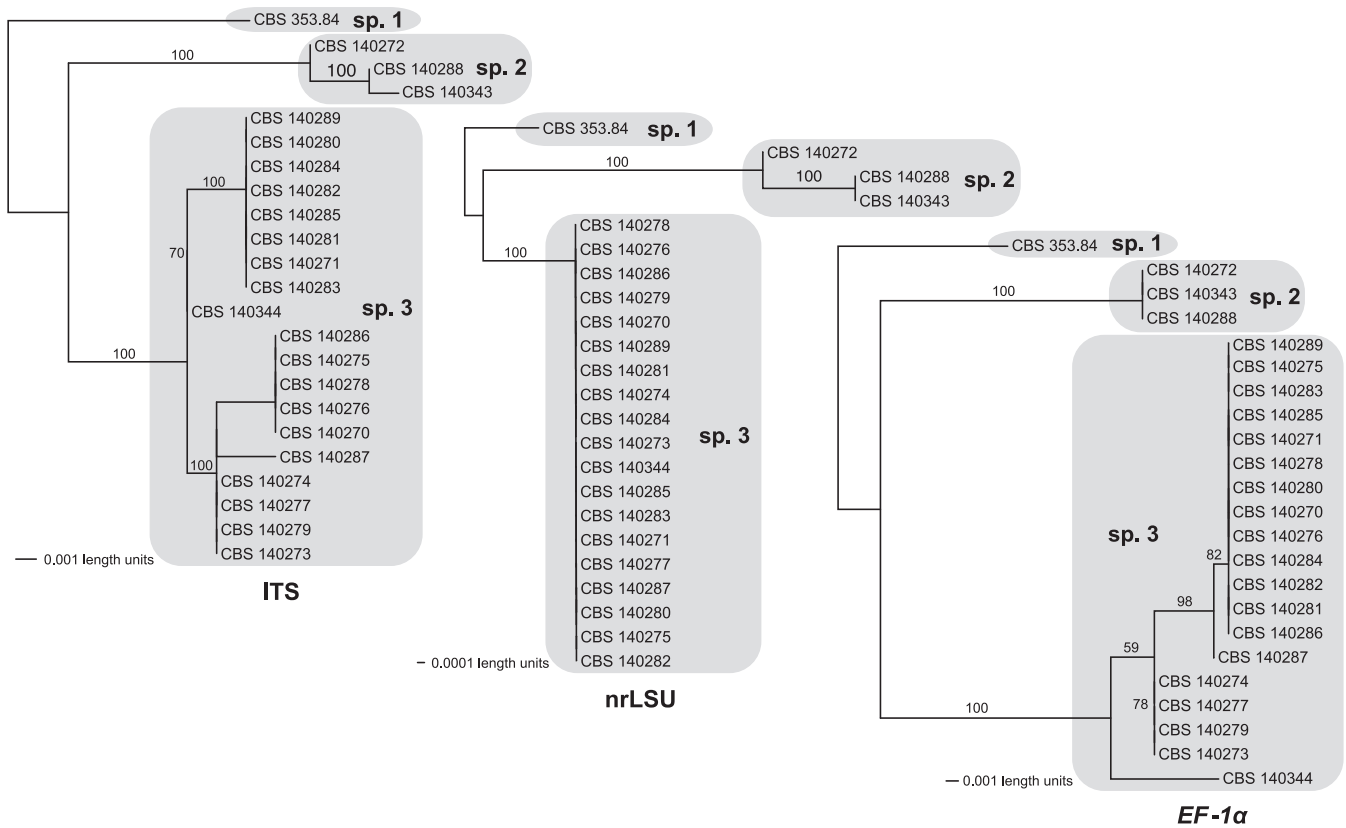 CBS 353.84 sp. 1
CBS 140272
100
100
CBS 140288
sp. 2
CBS 140343
CBS 140289
CBS 140280
CBS 140284
100
CBS 140282
CBS 140285
CBS 140281
70
CBS 140271
CBS 140283
CBS 140344
sp. 3
CBS 140286
CBS 140275
100
CBS 140278
CBS 140276
CBS 140270
CBS 140287
100
CBS 140274
CBS 140277
CBS 140279
CBS 140273
0.001 length units
ITS
CBS 353.84 sp. 1
CBS 140272
100
100
CBS 140288
sp. 2
CBS 140343
CBS 140278
CBS 140276
100
CBS 140286
CBS 140279
CBS 140270
CBS 140289
CBS 140281
CBS 140274
CBS 140284
CBS 140273
sp. 3
CBS 140344
CBS 140285
CBS 140283
CBS 140271
CBS 140277
CBS 140287
CBS 140280
CBS 140275
CBS 140282
0.0001 length units
nrLSU
CBS 353.84 sp. 1
CBS 140272
100
CBS 140343
sp. 2
CBS 140288
CBS 140289
CBS 140275
CBS 140283
CBS 140285
CBS 140271
CBS 140278
CBS 140280
CBS 140270
CBS 140276
sp. 3
82
CBS 140284
CBS 140282
CBS 140281
98
CBS 140286
59
CBS 140287
CBS 140274
78
CBS 140277
100
CBS 140279
CBS 140273
CBS 140344
0.001 length units
EF-1α